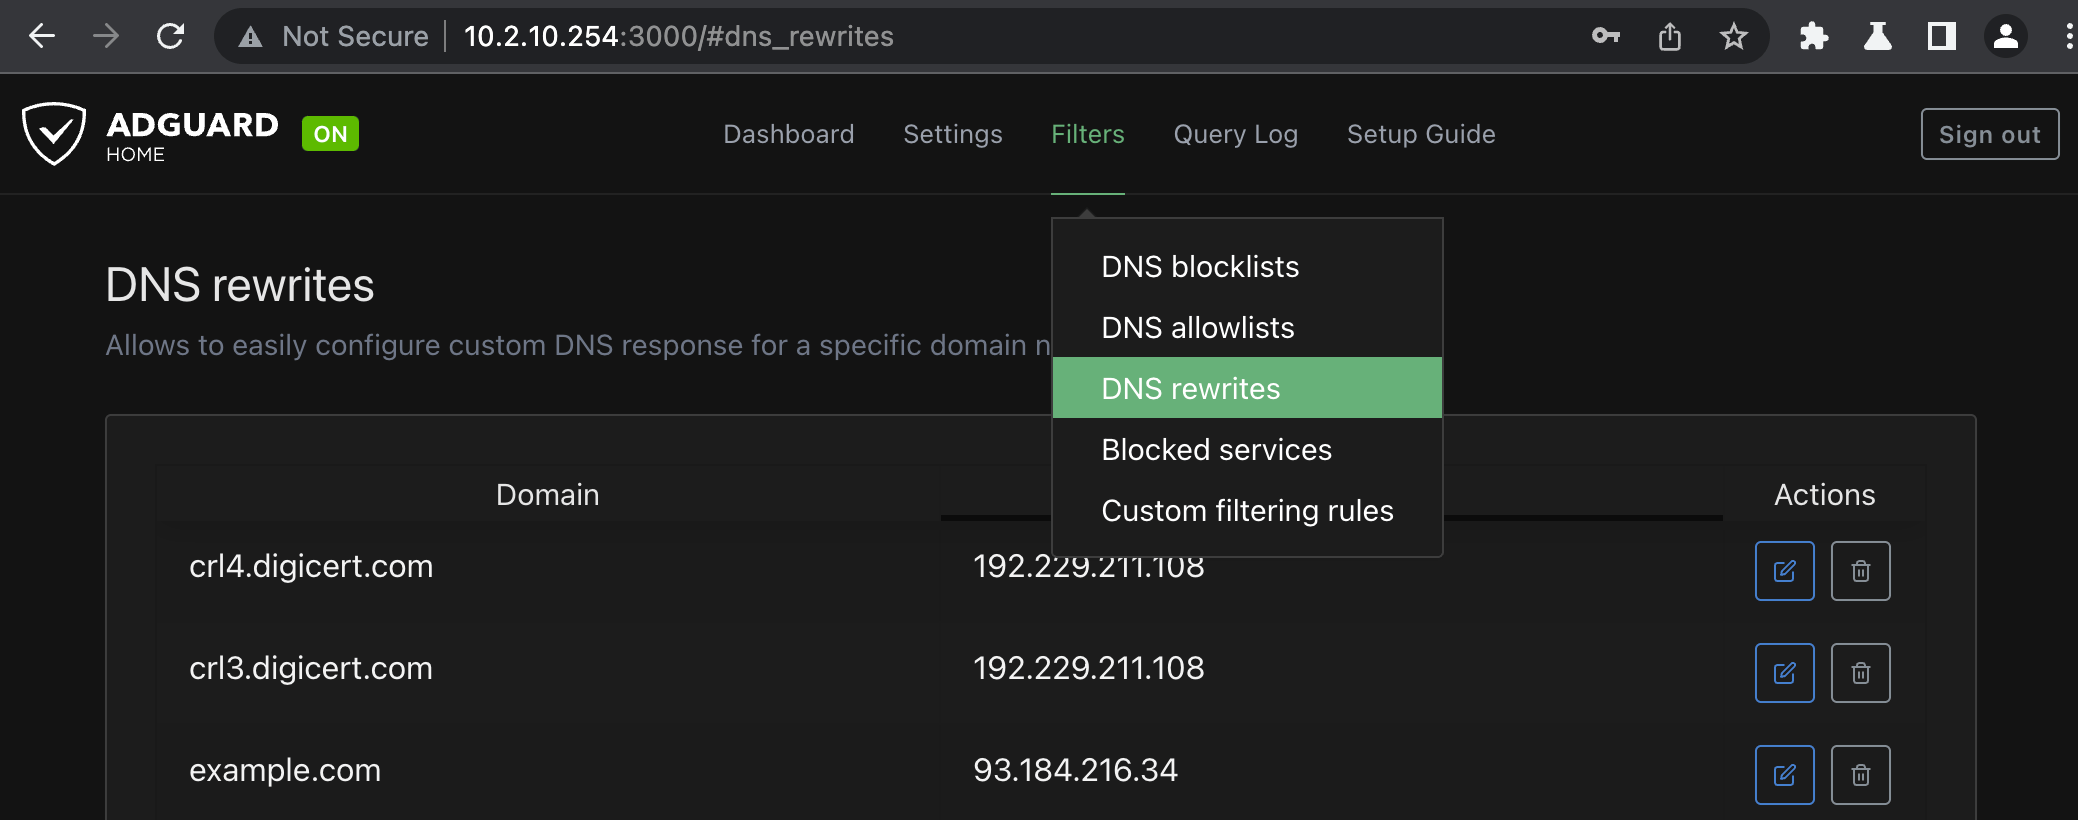 Not Secure 10.2.10.254:3000/#dns_rewrites
ADGUARD
HOME
ON
Dashboard Settings Filters Query Log Setup Guide
Sign out
DNS rewrites
Allows to easily configure custom DNS response for a specific domain n
DNS blocklists
DNS allowlists
DNS rewrites
Blocked services
Custom filtering rules
Domain Actions
crl4.digicert.com 192.229.211.108
crl3.digicert.com 192.229.211.108
example.com 93.184.216.34